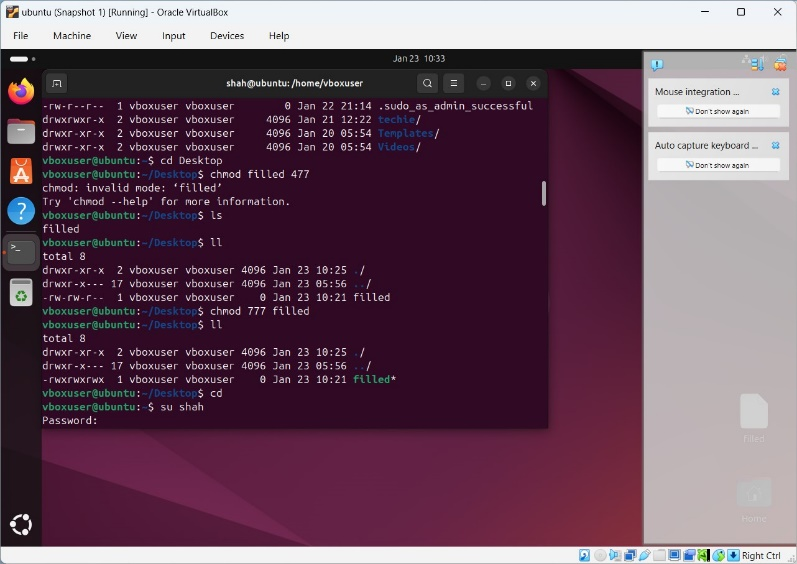 ubuntu (Snapshot 1) [Running] - Oracle VirtualBox
File Machine View Input Devices Help
Jan 23 10:33
shah@ubuntu: /home/vboxuser
-rw-r--r-- 1 vboxuser vboxuser 0 Jan 22 21:14 .sudo_as_admin_successful
drwxrwxr-x 2 vboxuser vboxuser 4096 Jan 21 12:22 techie/
drwxr-xr-x 2 vboxuser vboxuser 4096 Jan 20 05:54 Templates/
drwxr-xr-x 2 vboxuser vboxuser 4096 Jan 20 05:54 Videos/
vboxuser@ubuntu:~$ cd Desktop
vboxuser@ubuntu:~/Desktop$ chmod filled 477
chmod: invalid mode: ‘filled’
Try 'chmod --help' for more information.
vboxuser@ubuntu:~/Desktop$ ls
filled
vboxuser@ubuntu:~/Desktop$ ll
total 8
drwxr-xr-x 2 vboxuser vboxuser 4096 Jan 23 10:25 ./
drwxr-x--- 17 vboxuser vboxuser 4096 Jan 23 05:56 ../
-rw-rw-r-- 1 vboxuser vboxuser 0 Jan 23 10:21 filled
vboxuser@ubuntu:~/Desktop$ chmod 777 filled
vboxuser@ubuntu:~/Desktop$ ll
total 8
drwxr-xr-x 2 vboxuser vboxuser 4096 Jan 23 10:25 ./
drwxr-x--- 17 vboxuser vboxuser 4096 Jan 23 05:56 ../
-rwxrwxrwx 1 vboxuser vboxuser 0 Jan 23 10:21 filled*
vboxuser@ubuntu:~/Desktop$ cd
vboxuser@ubuntu:~$ su shah
Password:
Mouse integration ...
Don't show again
Auto capture keyboard ...
Don't show again
filled
Home
Right Ctrl